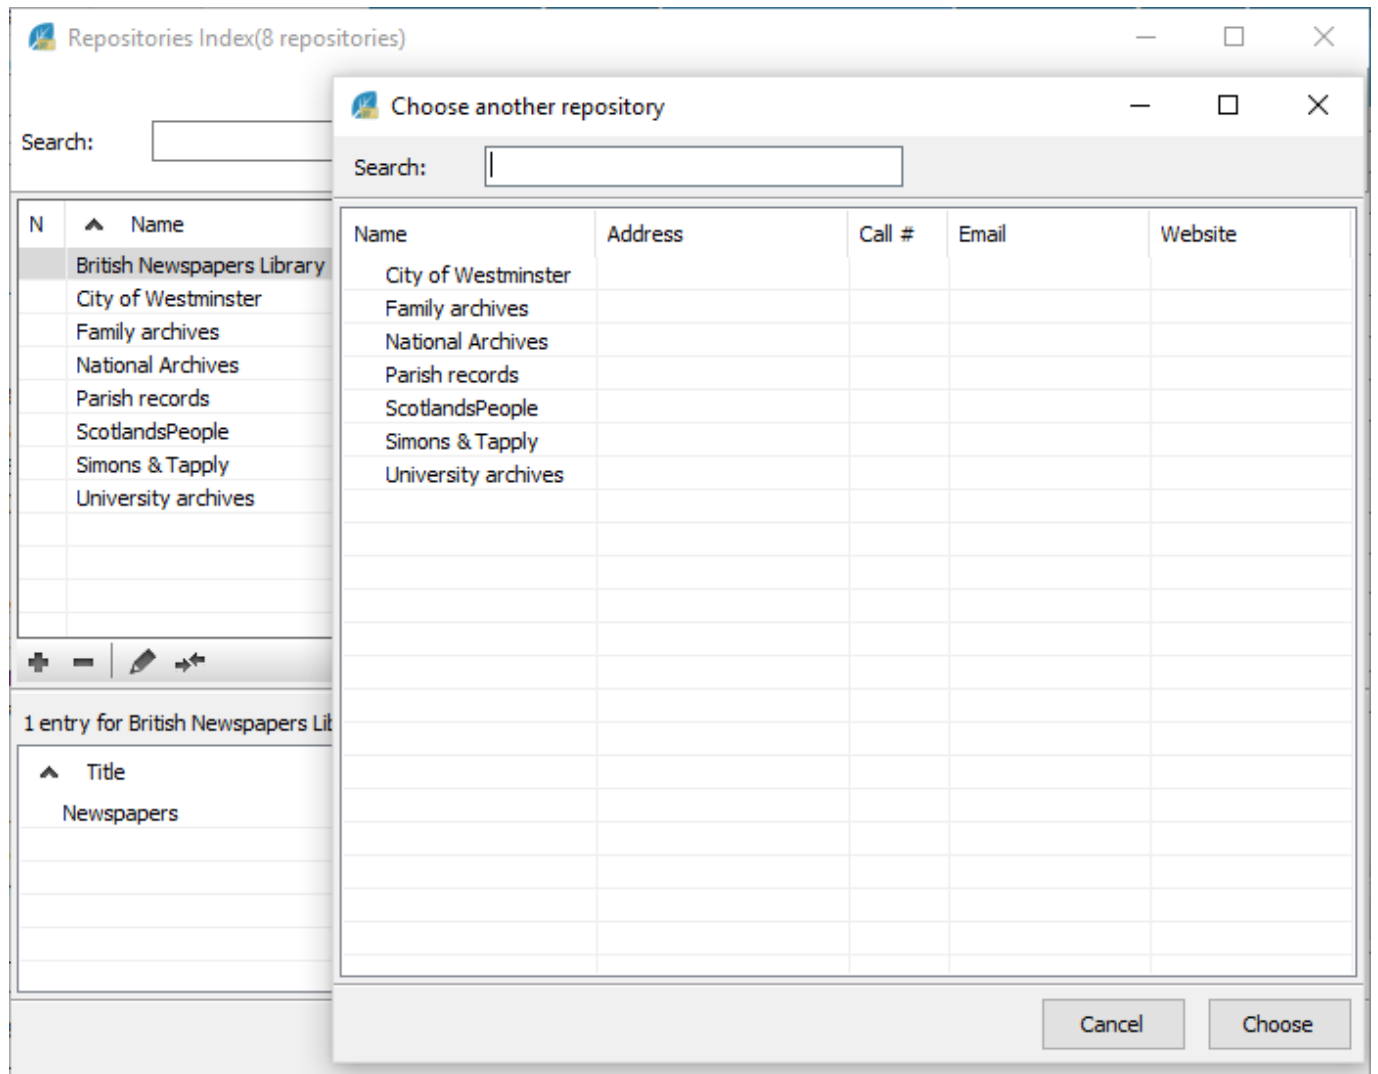 Repositories Index(8 repositories)
Search:
N Name
British Newspapers Library
City of Westminster
Family archives
National Archives
Parish records
ScotlandsPeople
Simons & Tapply
University archives
1 entry for British Newspapers
Title
Newspapers
Choose another repository
Search:
Name Address Call # Email Website
City of Westminster
Family archives
National Archives
Parish records
ScotlandsPeople
Simons & Tapply
University archives
Cancel Choose